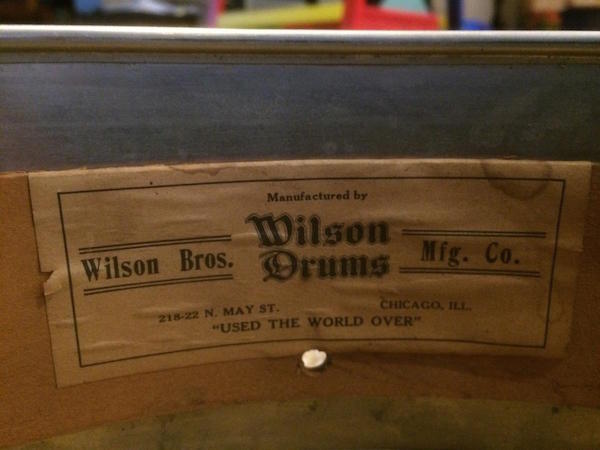 Manufactured by
Wilson Bros. Wilson Drums Mfg. Co.
218-22 N. MAY ST. CHICAGO, ILL.
"USED THE WORLD OVER"